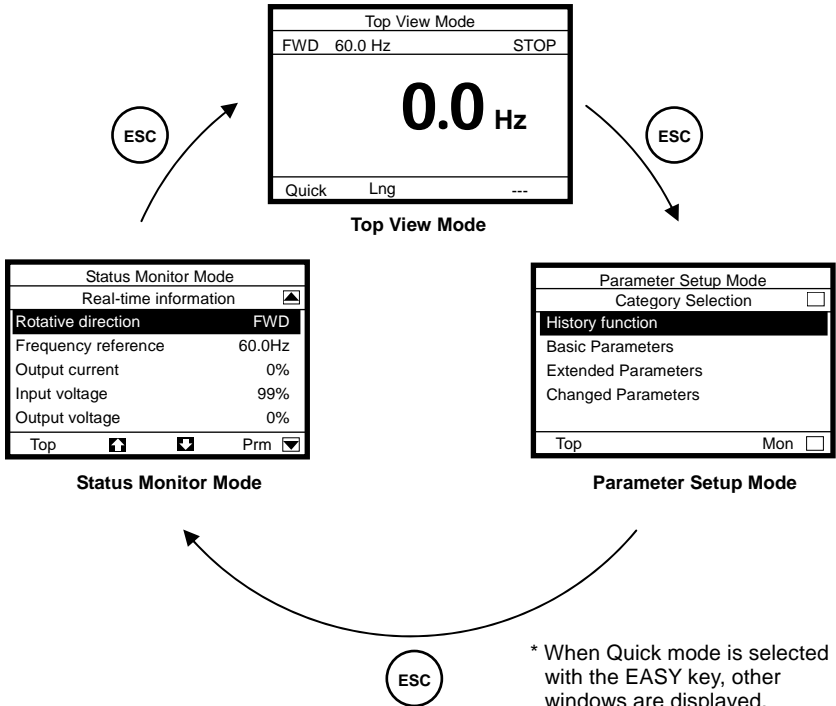 Top View Mode
FWD 60.0 Hz STOP
0.0 Hz
Quick Lng ---
Top View Mode
ESC
ESC
Status Monitor Mode
Real-time information
Rotative direction FWD
Frequency reference 60.0Hz
Output current 0%
Input voltage 99%
Output voltage 0%
Top Prm
Status Monitor Mode
Parameter Setup Mode
Category Selection
History function
Basic Parameters
Extended Parameters
Changed Parameters
Top Mon
Parameter Setup Mode
ESC
* When Quick mode is selected
with the EASY key, other
windows are displayed.